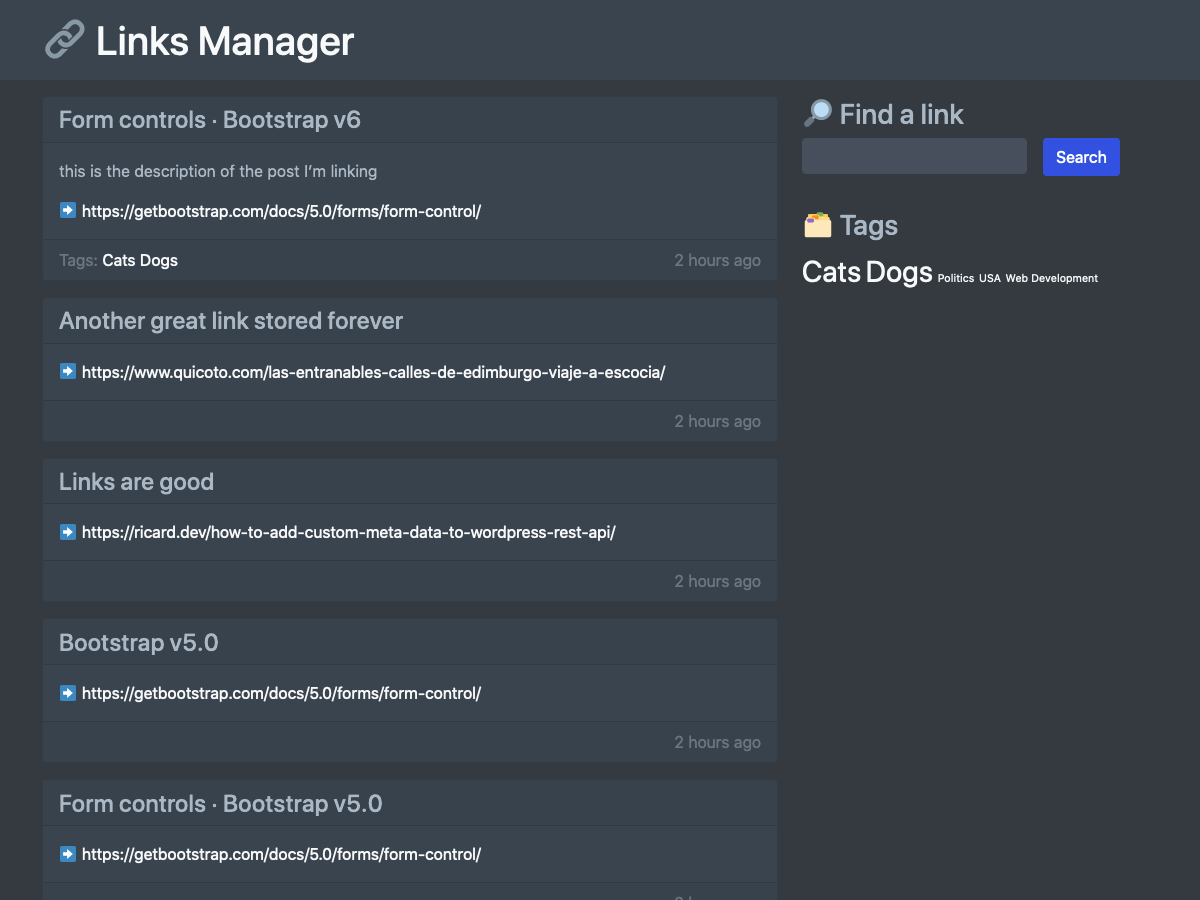 Links Manager
Form controls · Bootstrap v6
this is the description of the post I’m linking
https://getbootstrap.com/docs/5.0/forms/form-control/
Tags: Cats Dogs
2 hours ago
Another great link stored forever
https://www.quicoto.com/las-entranables-calles-de-edimburgo-viaje-a-escocia/
2 hours ago
Links are good
https://ricard.dev/how-to-add-custom-meta-data-to-wordpress-rest-api/
2 hours ago
Bootstrap v5.0
https://getbootstrap.com/docs/5.0/forms/form-control/
2 hours ago
Form controls · Bootstrap v5.0
https://getbootstrap.com/docs/5.0/forms/form-control/
Find a link
Search
Tags
Cats Dogs Politics USA Web Development